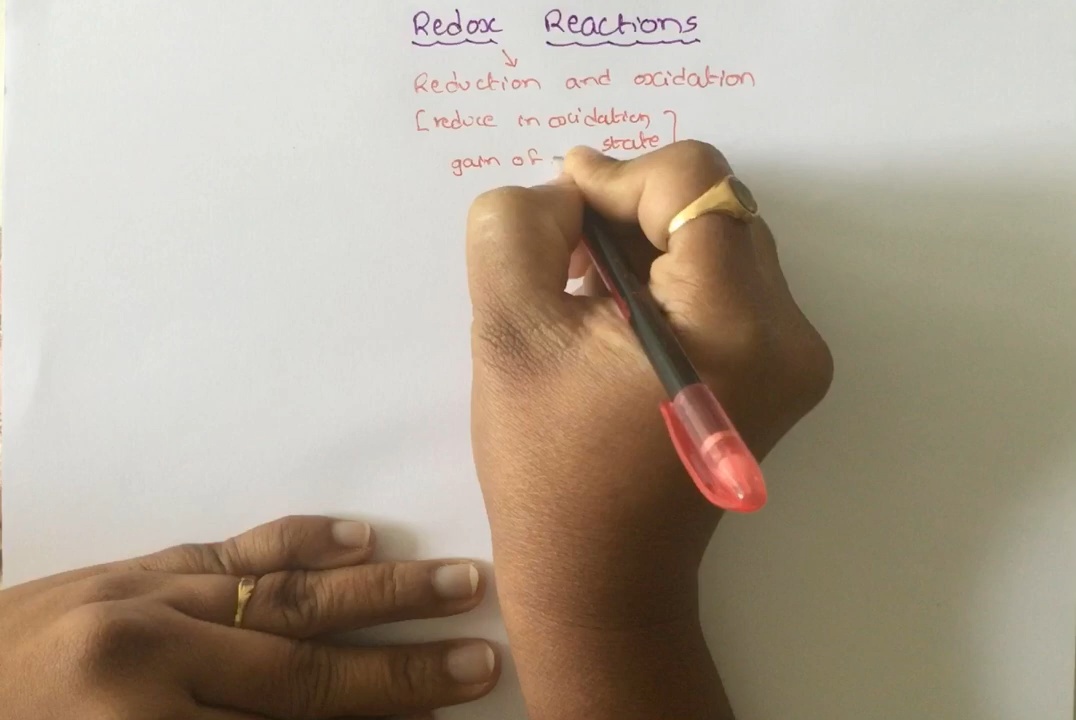 Redox Reactions
Reduction and oxidation
[reduce in oxidation
state]
gain of